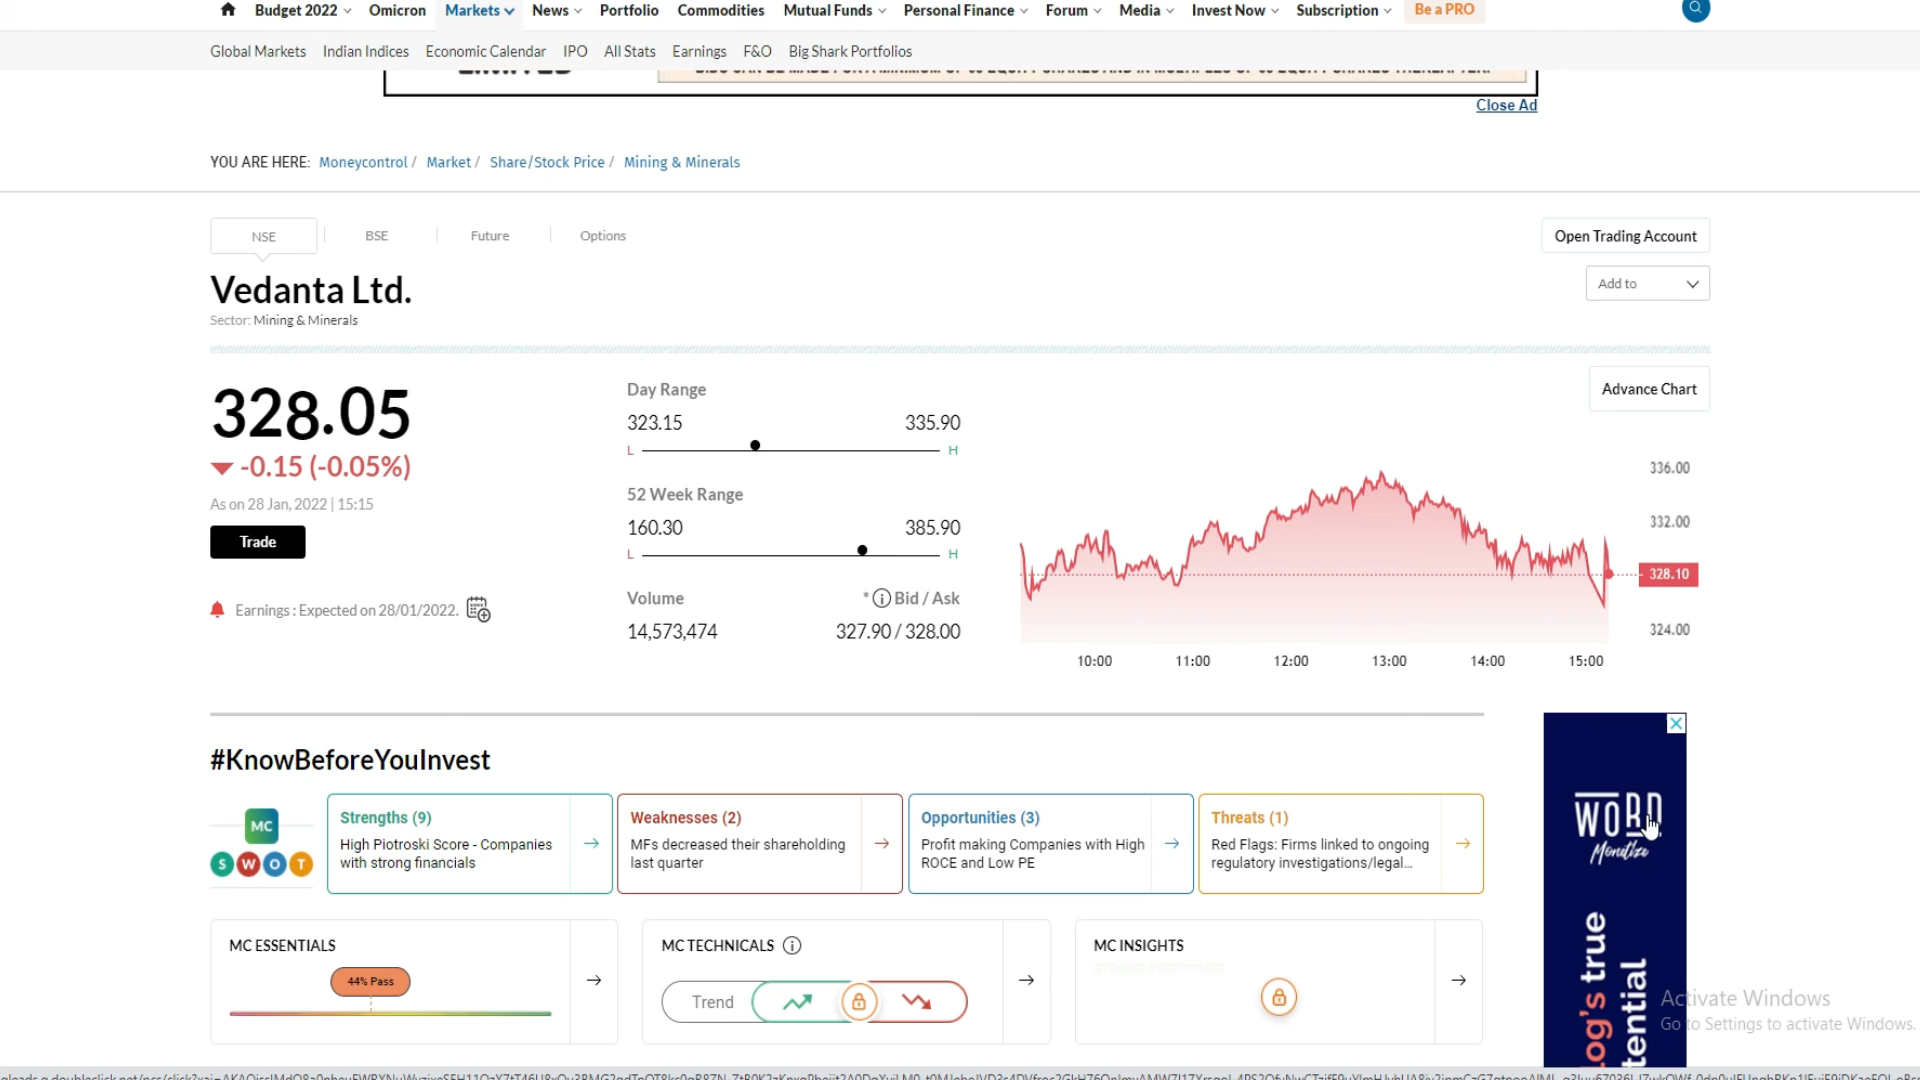 Budget 2022 Omicron Markets News Portfolio Commodities Mutual Funds Personal Finance Forum Media Invest Now Subscription Be a PRO
Global Markets Indian Indices Economic Calendar IPO All Stats Earnings F&O Big Shark Portfolios
Close Ad
YOU ARE HERE: Moneycontrol / Market / Share/Stock Price / Mining & Minerals
NSE BSE Future Options
Open Trading Account
Vedanta Ltd.
Add to
Sector: Mining & Minerals
328.05
-0.15 (-0.05%)
As on 28 Jan, 2022 | 15:15
Trade
Earnings : Expected on 28/01/2022.
Day Range
323.15 335.90
L H
52 Week Range
160.30 385.90
L H
Volume * i Bid / Ask
14,573,474 327.90 / 328.00
Advance Chart
336.00
332.00
328.10
324.00
10:00 11:00 12:00 13:00 14:00 15:00
#KnowBeforeYouInvest
MC
S W O T
Strengths (9)
High Piotroski Score - Companies
with strong financials
Weaknesses (2)
MFs decreased their shareholding
last quarter
Opportunities (3)
Profit making Companies with High
ROCE and Low PE
Threats (1)
Red Flags: Firms linked to ongoing
regulatory investigations/legal...
MC ESSENTIALS
44% Pass
MC TECHNICALS i
Trend
MC INSIGHTS
STRONG PERFORMER
WORD
Monetize
log's true
tential
Activate Windows
Go to Settings to activate Windows.